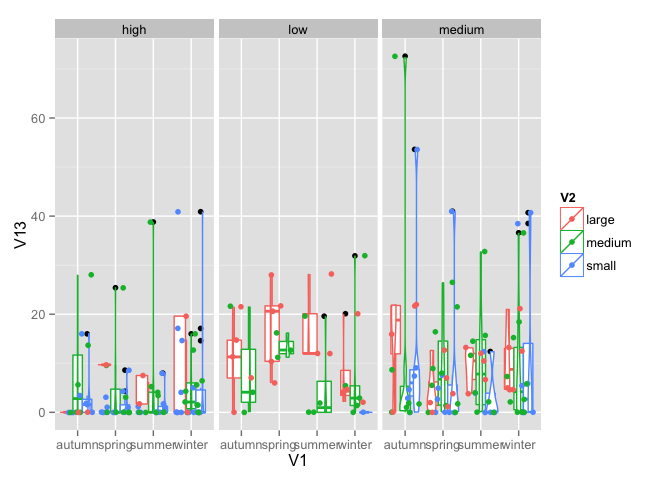 high low medium
60
40
20
0
V13
autumn spring summer winter autumn spring summer winter autumn spring summer winter
V1
V2
large
medium
small